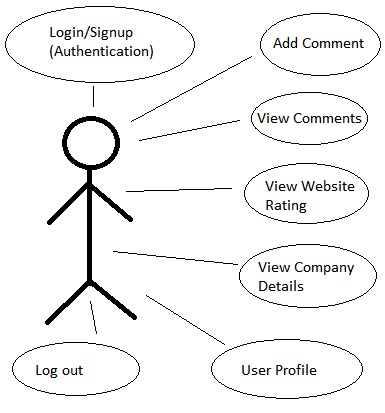 Login/Signup
(Authentication)
Add Comment
View Comments
View Website
Rating
View Company
Details
Log out
User Profile